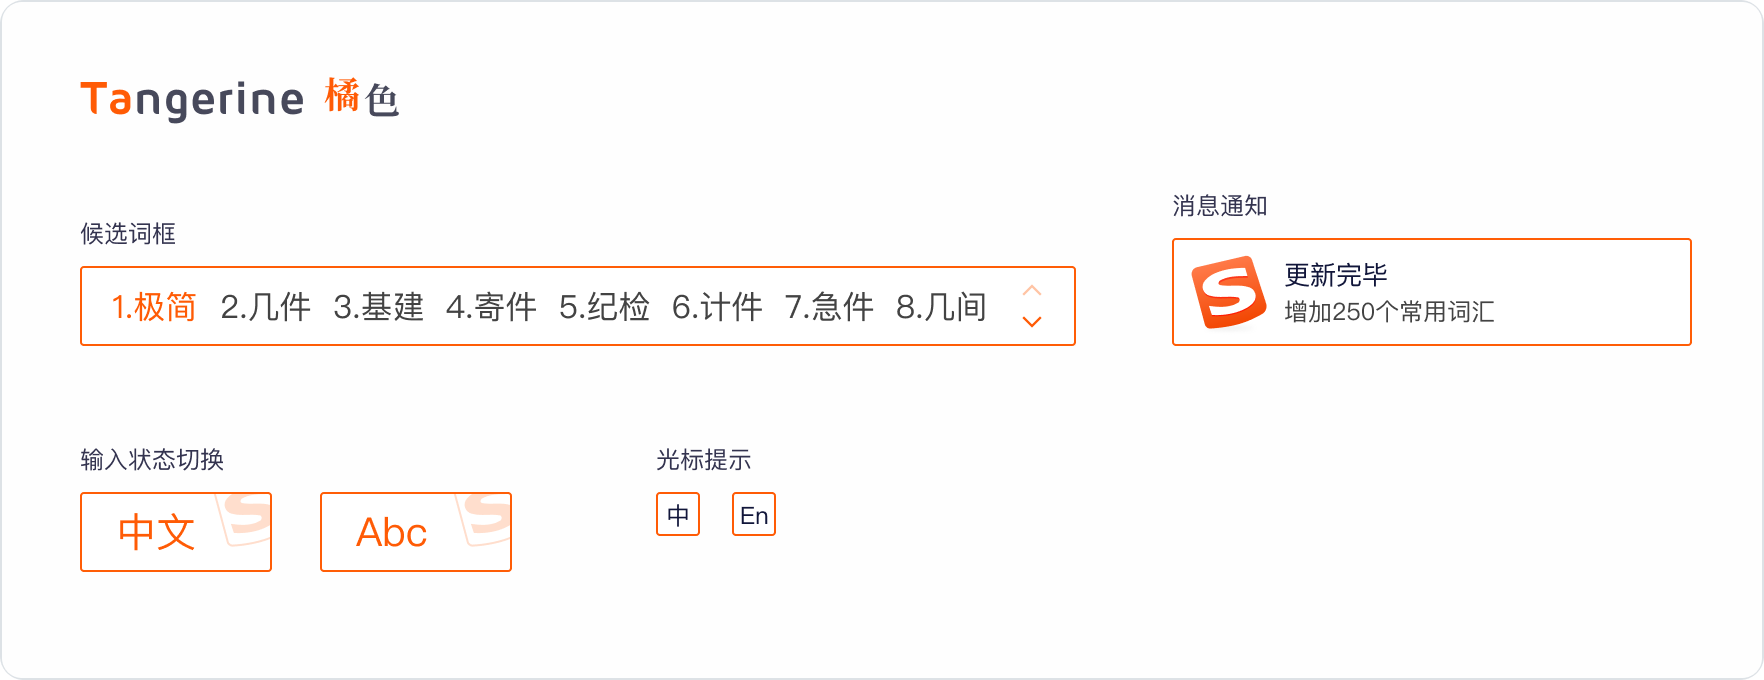 Tangerine 橘色
候选词框
1.极简 2.几件 3.基建 4.寄件 5.纪检 6.计件 7.急件 8.几间
消息通知
更新完毕
增加250个常用词汇
输入状态切换
中文
Abc
光标提示
中
En